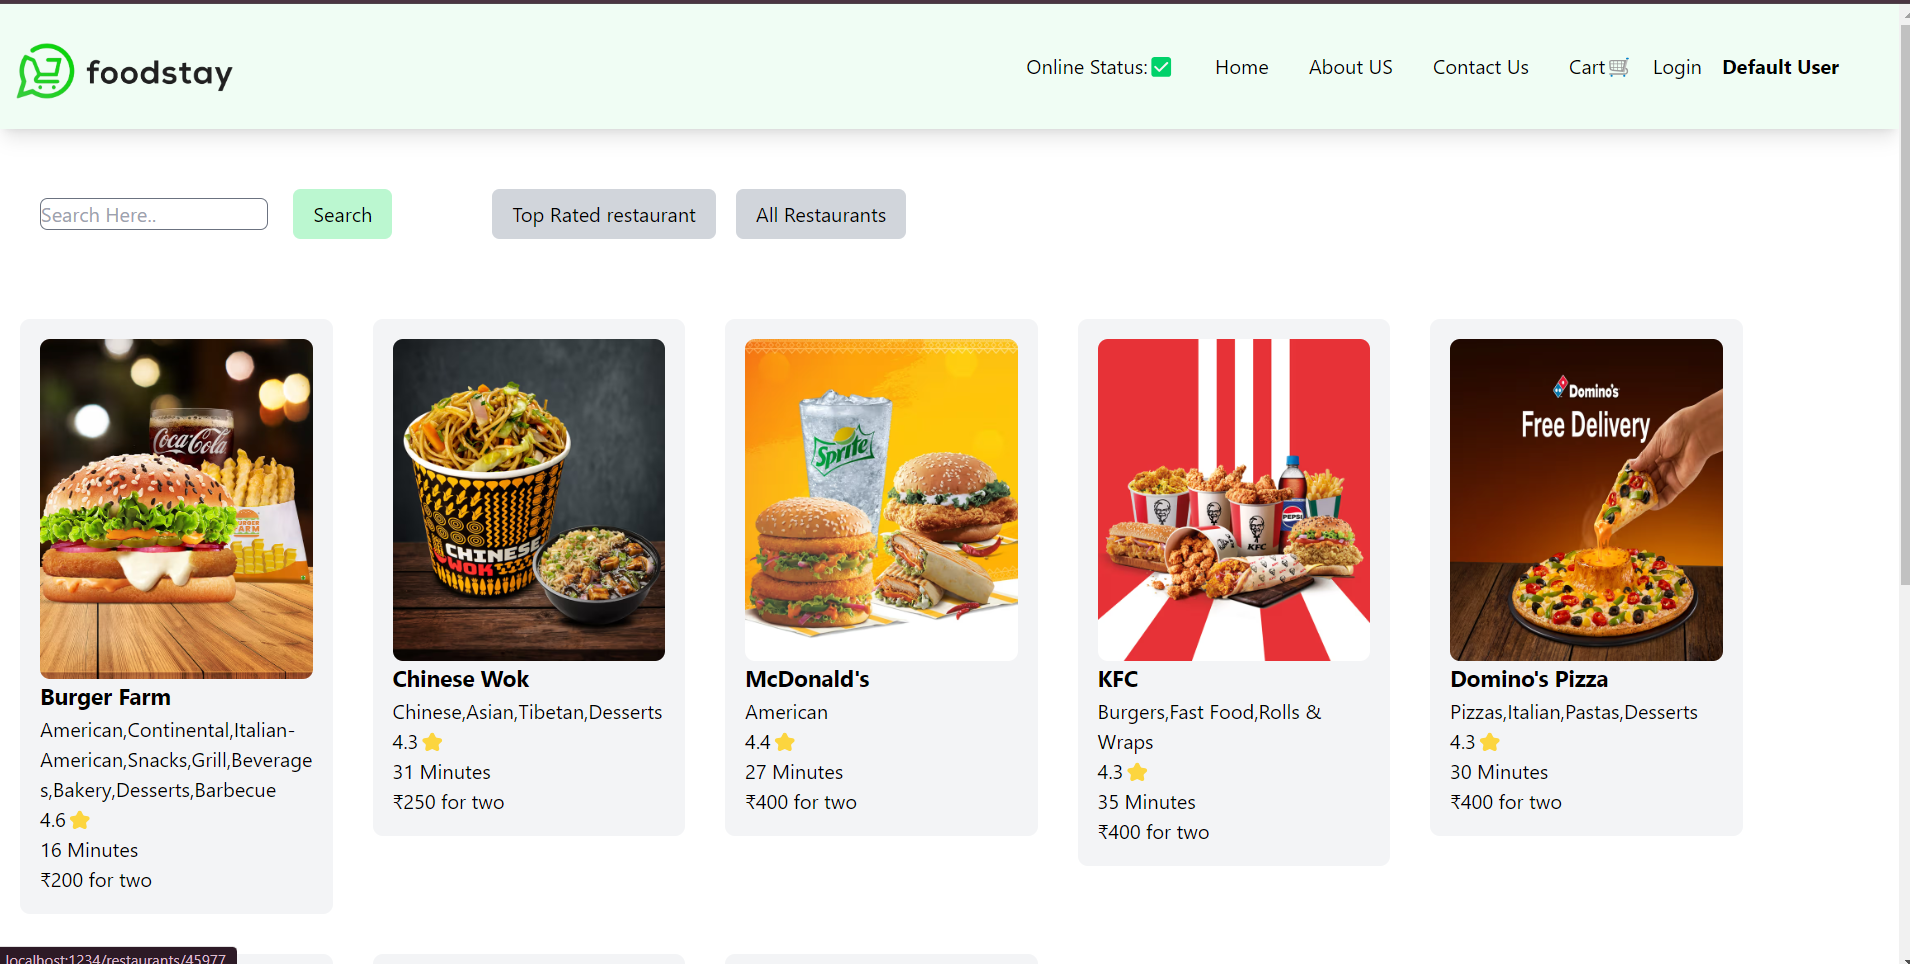 foodstay
Online Status:✅ Home About US Contact Us Cart🛒 Login Default User
Search Here.. Search Top Rated restaurant All Restaurants
Coca-Cola
BURGER
FARM
Burger Farm
American,Continental,Italian-
American,Snacks,Grill,Beverage
s,Bakery,Desserts,Barbecue
4.6⭐
16 Minutes
₹200 for two
CHINESE
WOK
Chinese Wok
Chinese,Asian,Tibetan,Desserts
4.3⭐
31 Minutes
₹250 for two
Sprite
McDonald's
American
4.4⭐
27 Minutes
₹400 for two
PEPSI
KFC
KFC
Burgers,Fast Food,Rolls &
Wraps
4.3⭐
35 Minutes
₹400 for two
Domino's
Free Delivery
Domino's Pizza
Pizzas,Italian,Pastas,Desserts
4.3⭐
30 Minutes
₹400 for two
localhost:1234/restaurants/45977